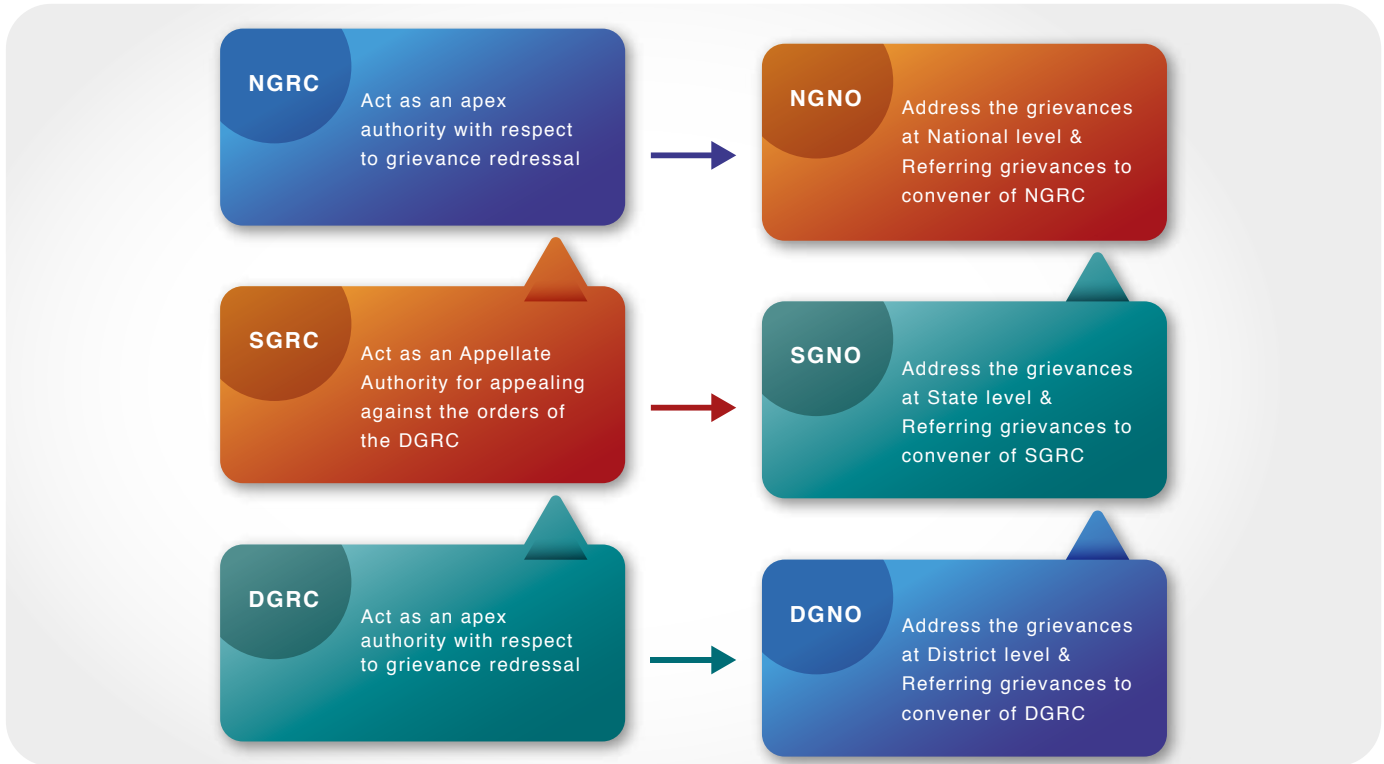 NGRC
Act as an apex
authority with respect
to grievance redressal
NGNO
Address the grievances
at National level &
Referring grievances to
convener of NGRC
SGRC
Act as an Appellate
Authority for appealing
against the orders of
the DGRC
SGNO
Address the grievances
at State level &
Referring grievances to
convener of SGRC
DGRC
Act as an apex
authority with respect
to grievance redressal
DGNO
Address the grievances
at District level &
Referring grievances to
convener of DGRC